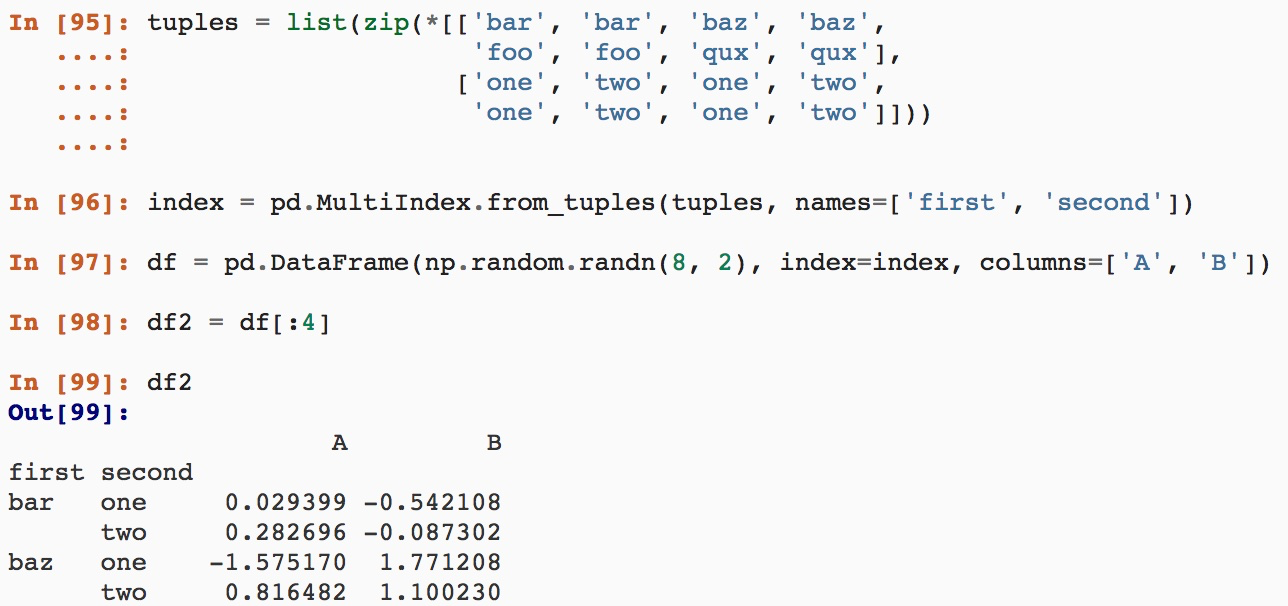 In [95]: tuples = list(zip(*[['bar', 'bar', 'baz', 'baz',
   ....:                      'foo', 'foo', 'qux', 'qux'],
   ....:                     ['one', 'two', 'one', 'two',
   ....:                      'one', 'two', 'one', 'two']]))
   ....:
In [96]: index = pd.MultiIndex.from_tuples(tuples, names=['first', 'second'])
In [97]: df = pd.DataFrame(np.random.randn(8, 2), index=index, columns=['A', 'B'])
In [98]: df2 = df[:4]
In [99]: df2
Out[99]:
                     A         B
first second
bar   one     0.029399 -0.542108
      two     0.282696 -0.087302
baz   one    -1.575170  1.771208
      two     0.816482  1.100230